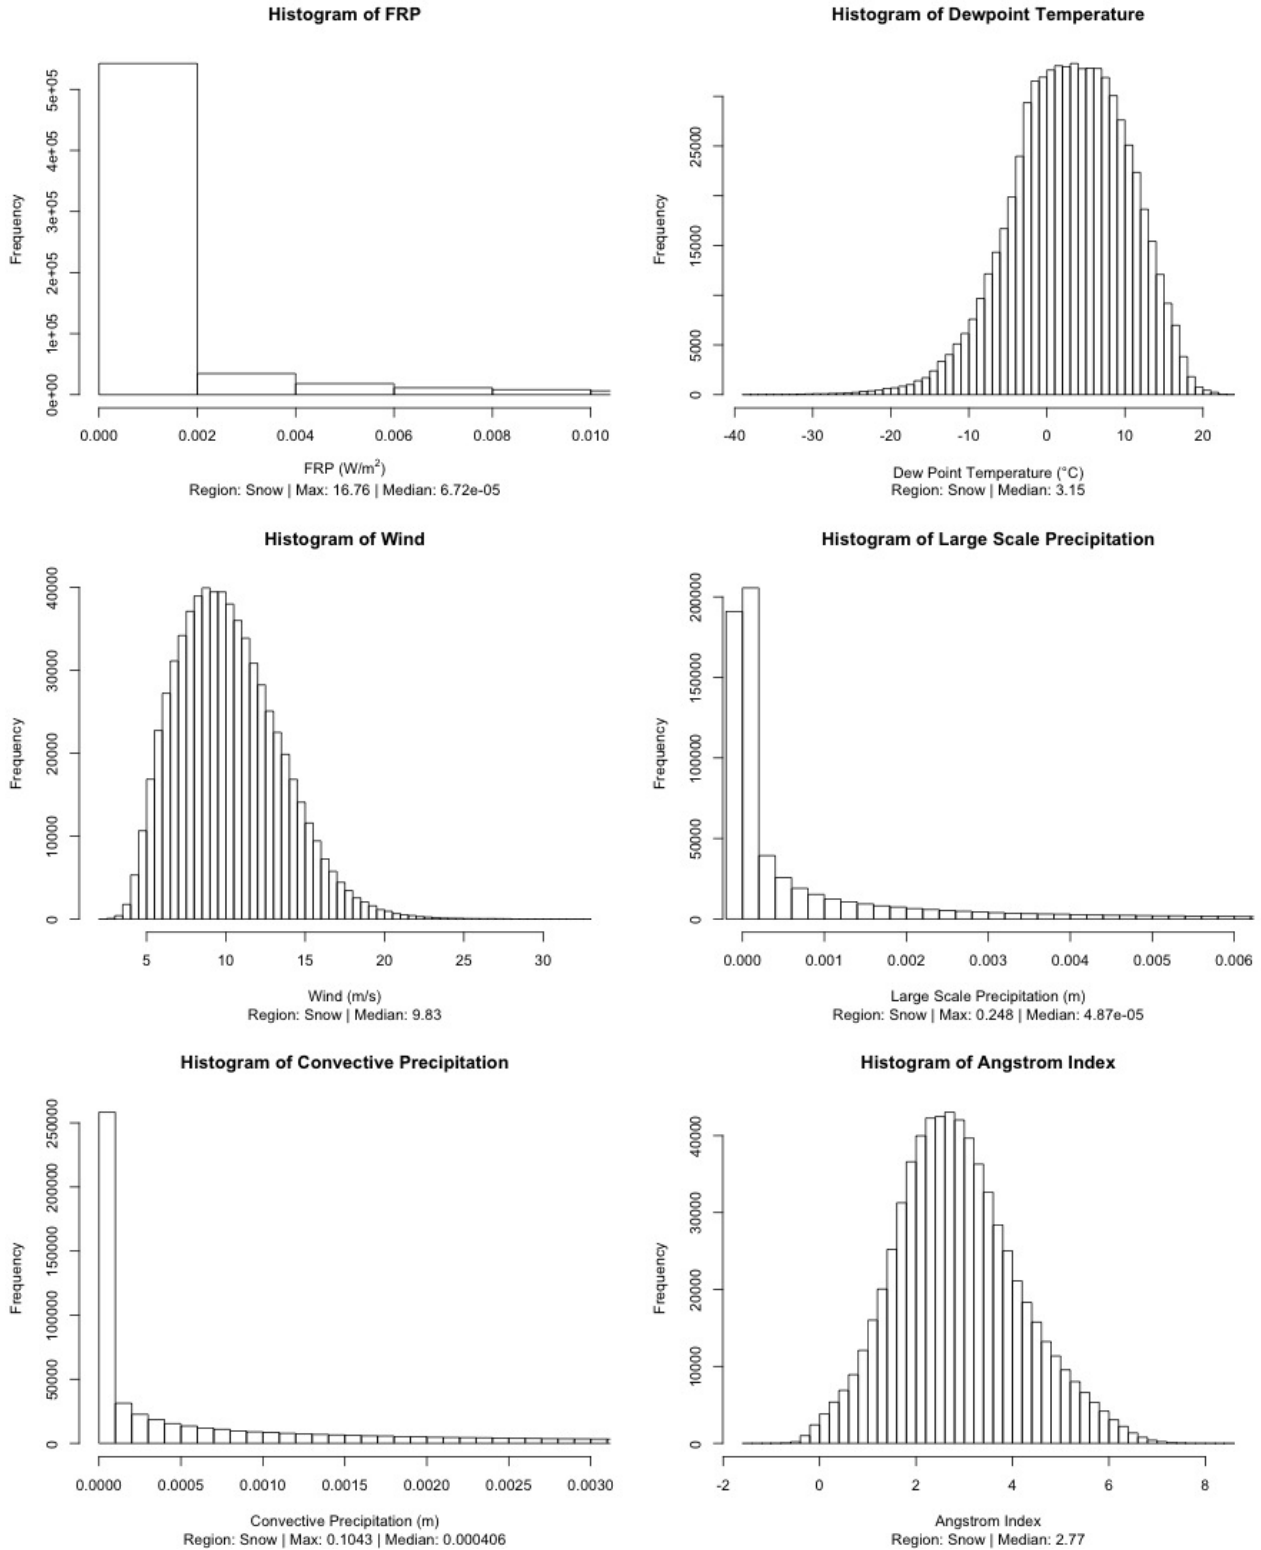 Histogram of FRP
Frequency
0e+00 1e+05 2e+05 3e+05 4e+05 5e+05
0.000 0.002 0.004 0.006 0.008 0.010
FRP (W/m²)
Region: Snow | Max: 16.76 | Median: 6.72e-05
Histogram of Dewpoint Temperature
Frequency
0 5000 15000 25000
-40 -30 -20 -10 0 10 20
Dew Point Temperature (°C)
Region: Snow | Median: 3.15
Histogram of Wind
Frequency
0 10000 20000 30000 40000
5 10 15 20 25 30
Wind (m/s)
Region: Snow | Median: 9.83
Histogram of Large Scale Precipitation
Frequency
0 50000 100000 150000 200000
0.000 0.001 0.002 0.003 0.004 0.005 0.006
Large Scale Precipitation (m)
Region: Snow | Max: 0.248 | Median: 4.87e-05
Histogram of Convective Precipitation
Frequency
0 50000 100000 150000 200000 250000
0.0000 0.0005 0.0010 0.0015 0.0020 0.0025 0.0030
Convective Precipitation (m)
Region: Snow | Max: 0.1043 | Median: 0.000406
Histogram of Angstrom Index
Frequency
0 10000 20000 30000 40000
-2 0 2 4 6 8
Angstrom Index
Region: Snow | Median: 2.77